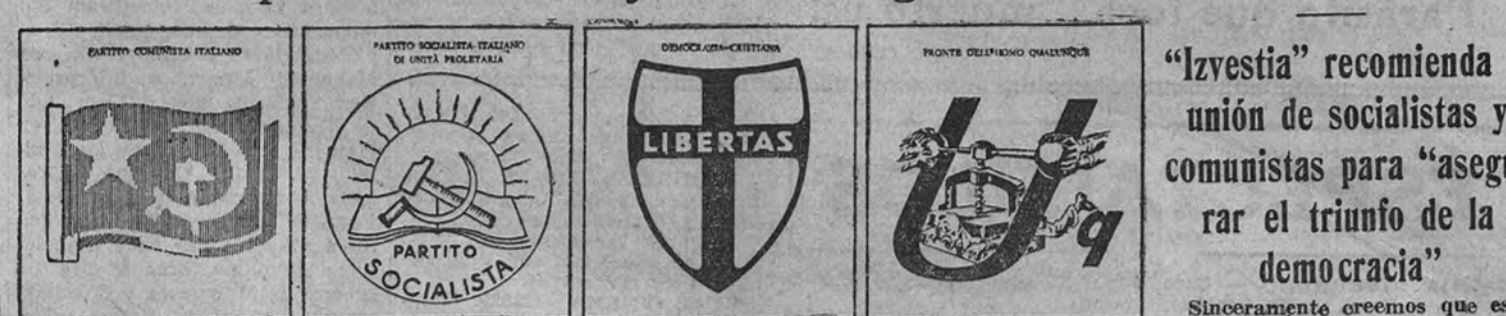 PARTITO COMUNISTA ITALIANO
PARTITO SOCIALISTA ITALIANO
DI UNITÀ PROLETARIA
PARTITO
SOCIALISTA
DEMOCRAZIA CRISTIANA
LIBERTAS
FRONTE DELL'UOMO QUALUNQUE
U
q
"Izvestia" recomienda
unión de socialistas y
comunistas para "asegu
rar el triunfo de la
democracia"
Sinceramente creemos que es